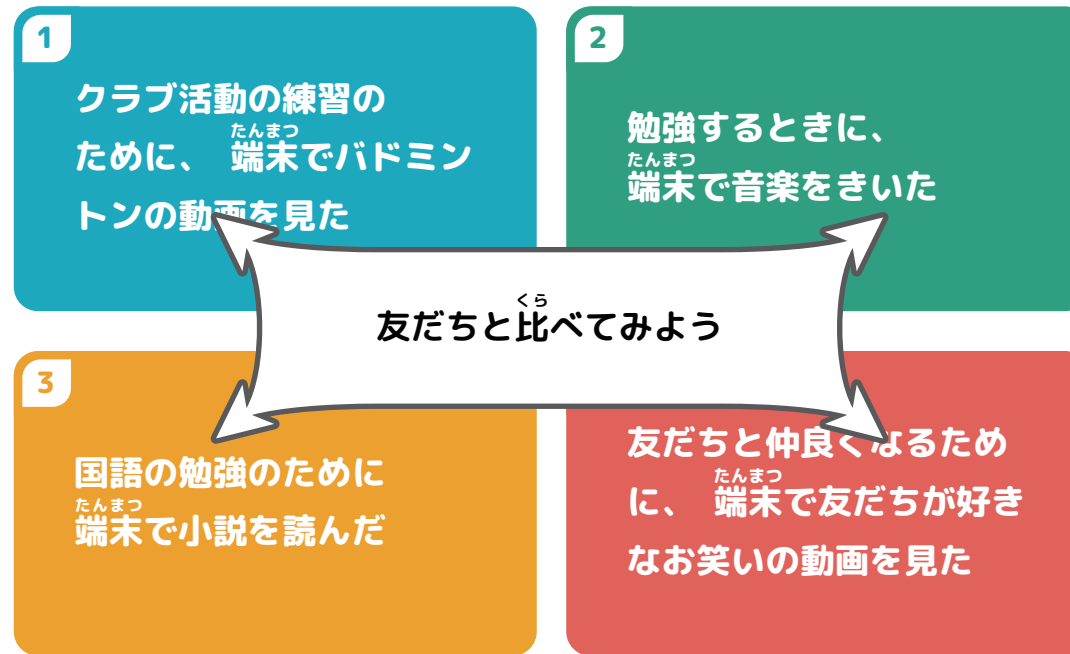 1
クラブ活動の練習の
たんまつ
ために、 端末でバドミン
トンの動画を見た
2
勉強するときに、
たんまつ
端末で音楽をきいた
くら
友だちと比べてみよう
3
国語の勉強のために
たんまつ
端末で小説を読んだ
友だちと仲良くなるため
たんまつ
に、 端末で友だちが好き
なお笑いの動画を見た